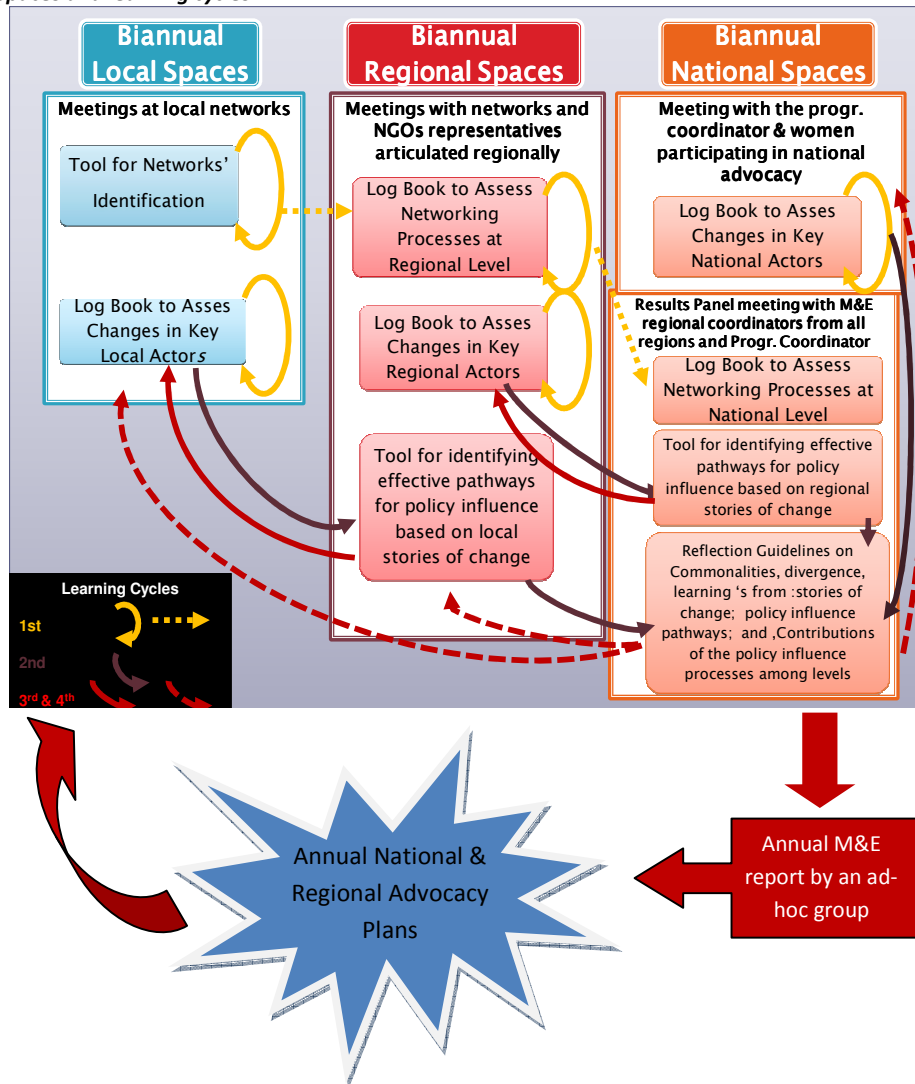 Biannual
Local Spaces
Meetings at local networks
Tool for Networks'
Identification
Log Book to Asses
Changes in Key
Local Actors
Biannual
Regional Spaces
Meetings with networks and
NGOs representatives
articulated regionally
Log Book to Assess
Networking
Processes at
Regional Level
Log Book to Asses
Changes in Key
Regional Actors
Tool for identifying
effective pathways
for policy influence
based on local
stories of change
Biannual
National Spaces
Meeting with the progr.
coordinator & women
participating in national
advocacy
Log Book to Asses
Changes in Key
National Actors
Results Panel meeting with M&E
regional coordinators from all
regions and Progr. Coordinator
Log Book to Assess
Networking Processes at
National Level
Tool for identifying effective
pathways for policy
influence based on regional
stories of change
Reflection Guidelines on
Commonalities, divergence,
learning 's from :stories of
change; policy influence
pathways; and ,Contributions
of the policy influence
processes among levels
Learning Cycles
1st
2nd
3rd & 4th
Annual National &
Regional Advocacy
Plans
Annual M&E
report by an ad-
hoc group